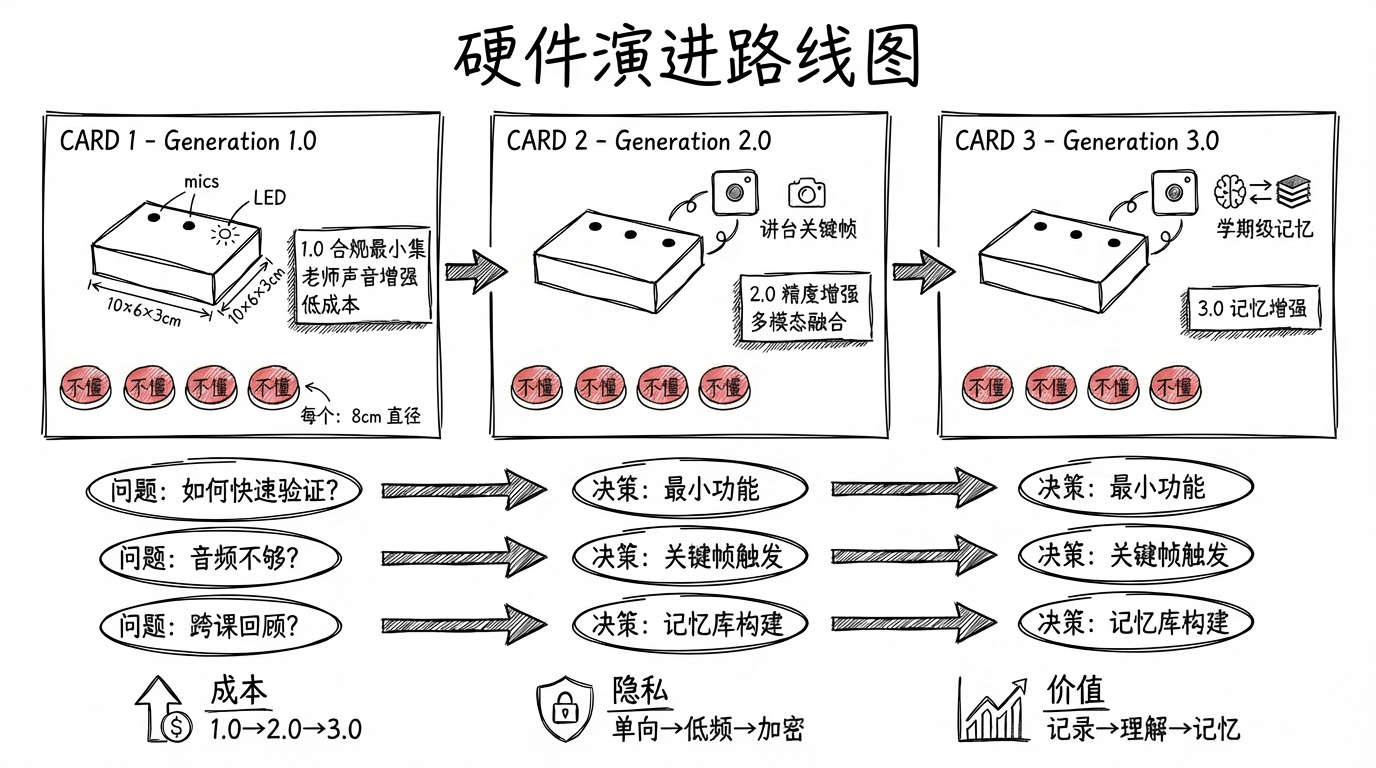 硬件演进路线图
CARD 1 - Generation 1.0
mics
LED
10×6×3cm
10×6×3cm
1.0 合规最小集
老师声音增强
低成本
不懂
不懂
不懂
不懂
每个：8cm 直径
CARD 2 - Generation 2.0
讲台关键帧
2.0 精度增强
多模态融合
不懂
不懂
不懂
不懂
CARD 3 - Generation 3.0
学期级记忆
3.0 记忆增强
不懂
不懂
不懂
不懂
问题：如何快速验证？
决策：最小功能
决策：最小功能
问题：音频不够？
决策：关键帧触发
决策：关键帧触发
问题：跨课回顾？
决策：记忆库构建
决策：记忆库构建
$
成本
1.0→2.0→3.0
隐私
单向→低频→加密
价值
记录→理解→记忆